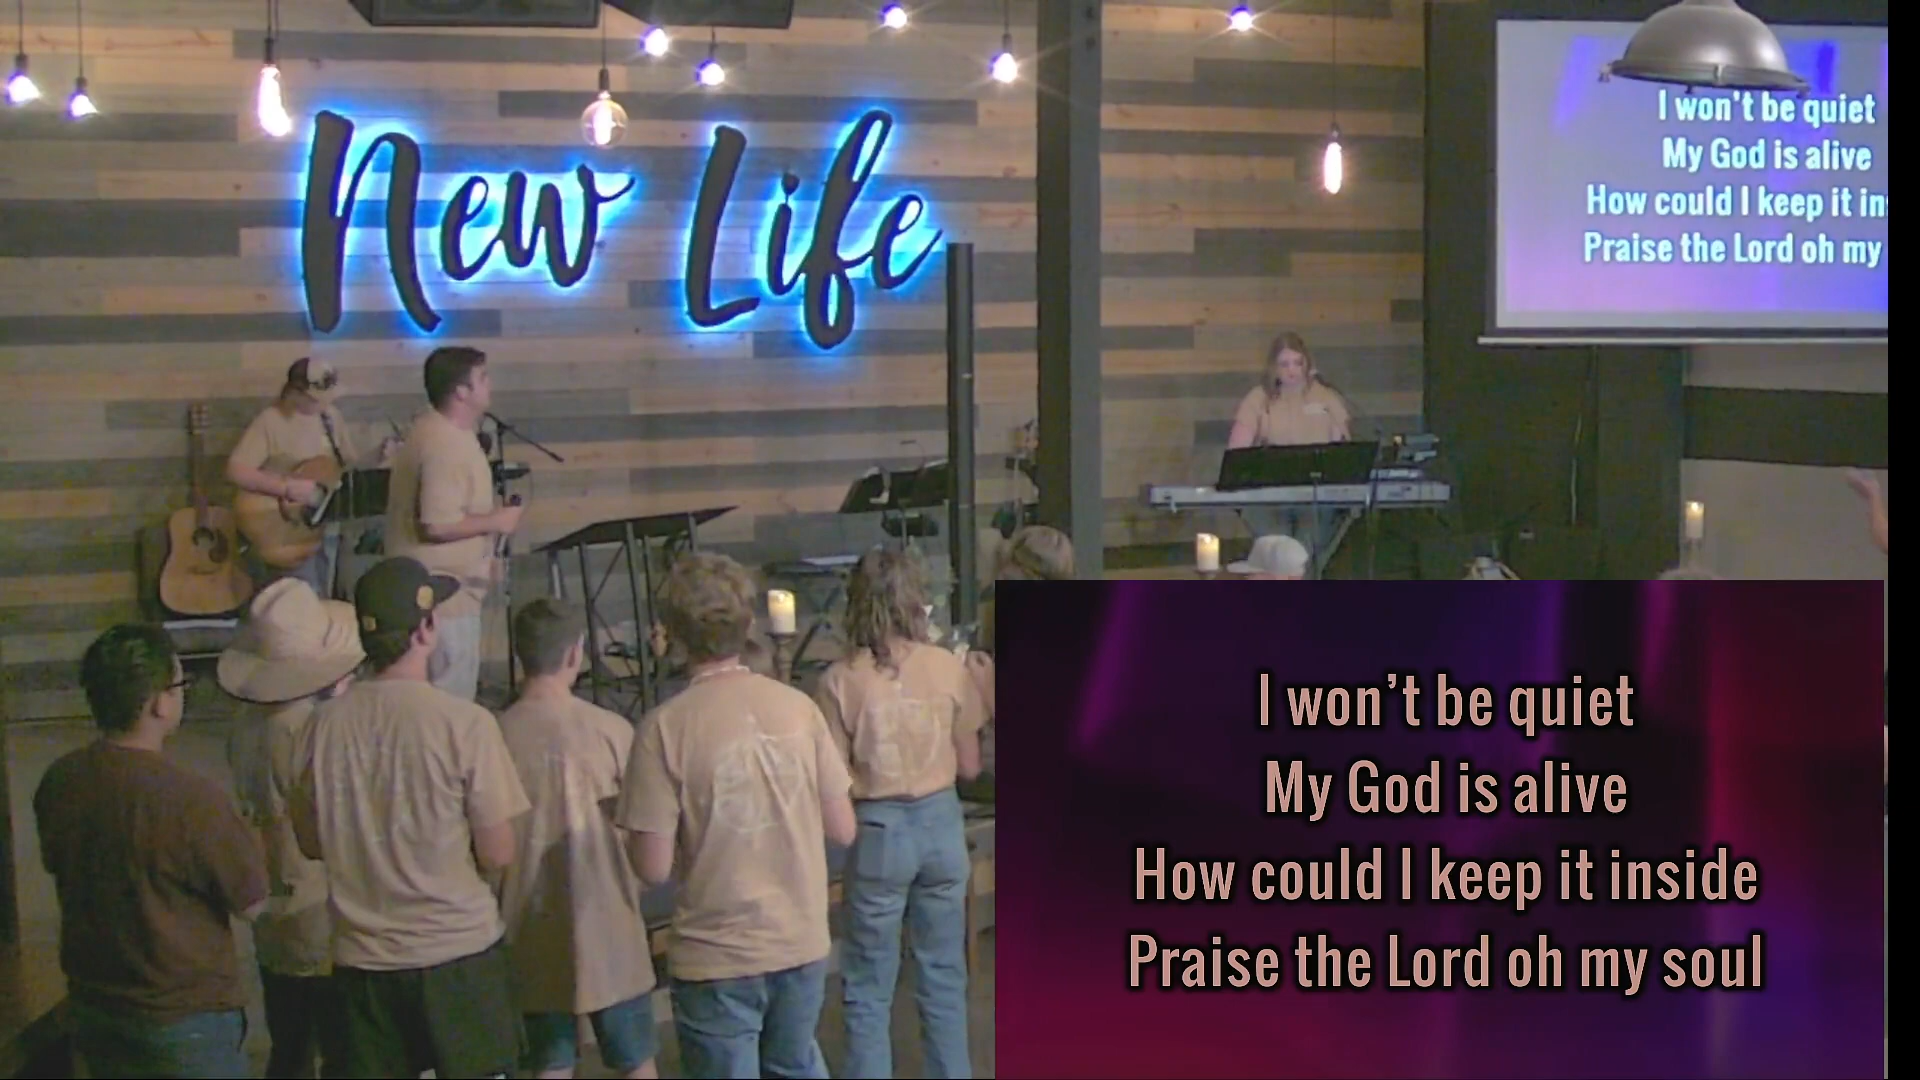 New Life
I won't be quiet
My God is alive
How could I keep it in
Praise the Lord oh my
I won’t be quiet
My God is alive
How could I keep it inside
Praise the Lord oh my soul